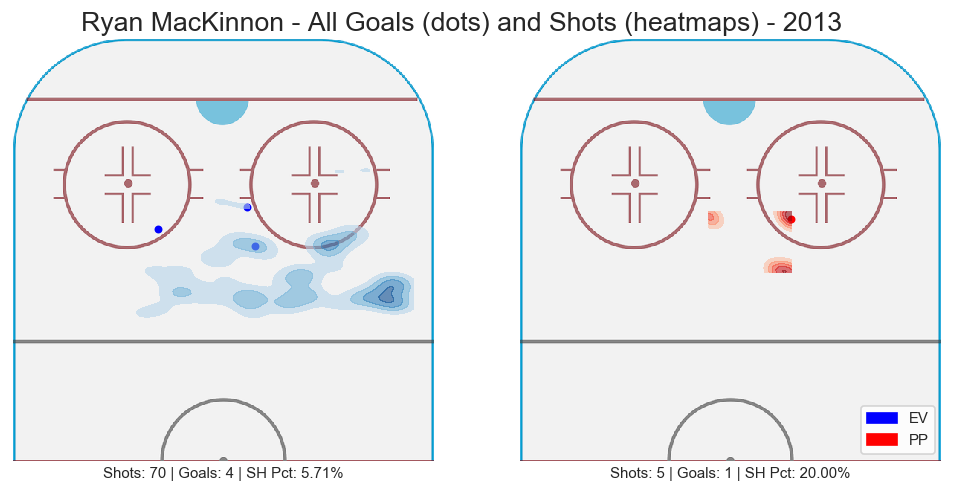 Ryan MacKinnon - All Goals (dots) and Shots (heatmaps) - 2013
EV
PP
Shots: 70 | Goals: 4 | SH Pct: 5.71%
Shots: 5 | Goals: 1 | SH Pct: 20.00%